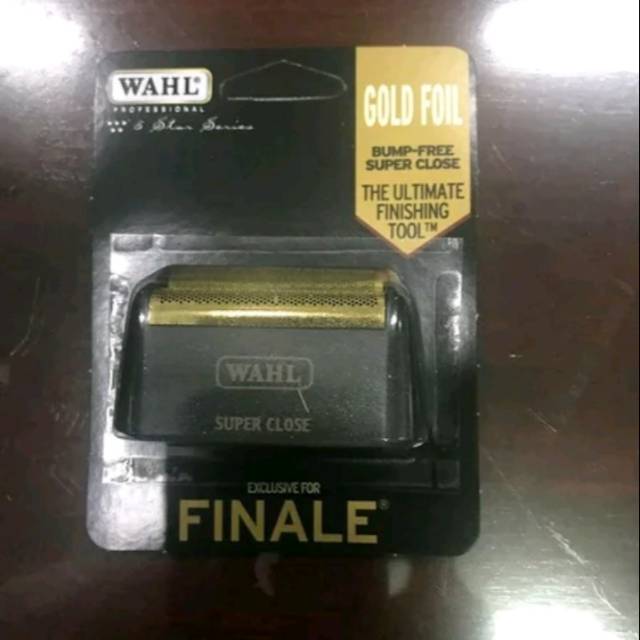 WAHL
PROFESSIONAL
5 Star Series
GOLD FOIL
BUMP-FREE
SUPER CLOSE
THE ULTIMATE
FINISHING
TOOL™
WAHL
SUPER CLOSE
EXCLUSIVE FOR
FINALE®